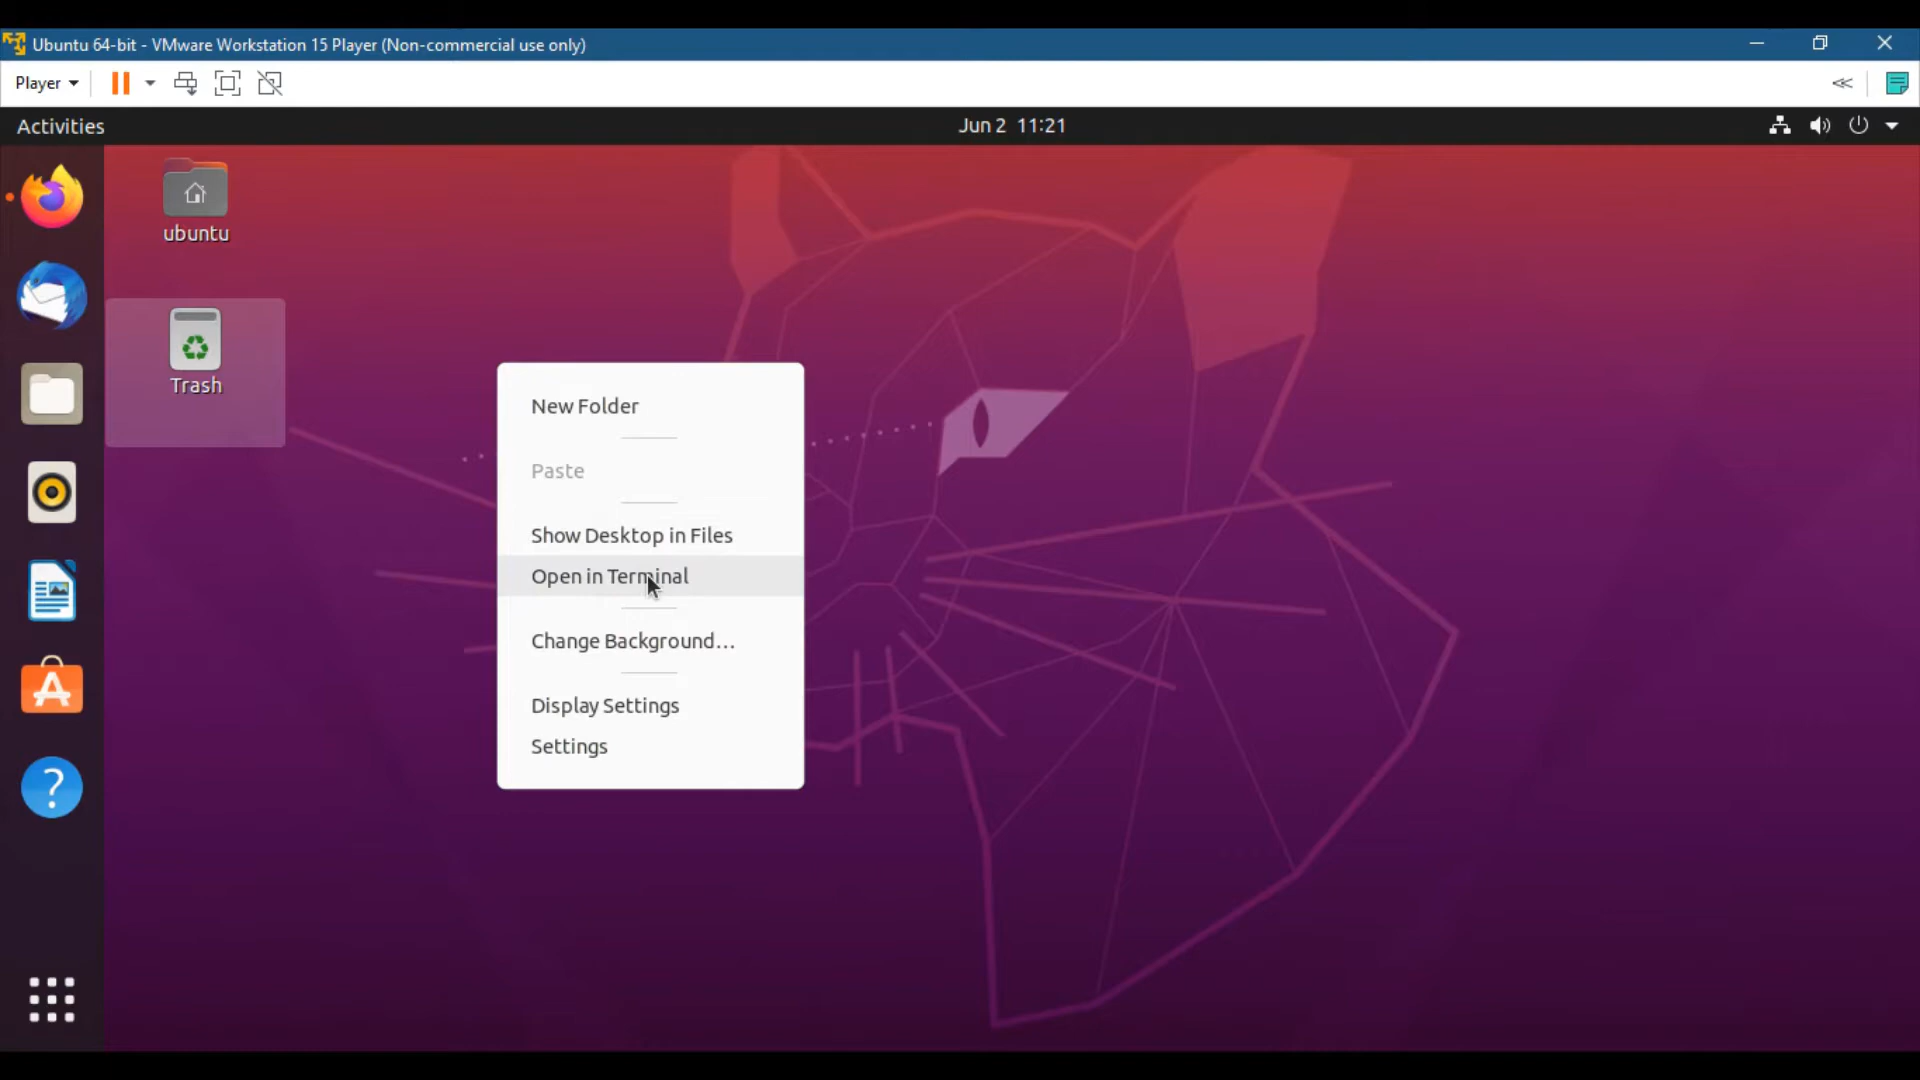 Ubuntu 64-bit - VMware Workstation 15 Player (Non-commercial use only)
Player
Activities
Jun 2 11:21
ubuntu
Trash
New Folder
Paste
Show Desktop in Files
Open in Terminal
Change Background...
Display Settings
Settings